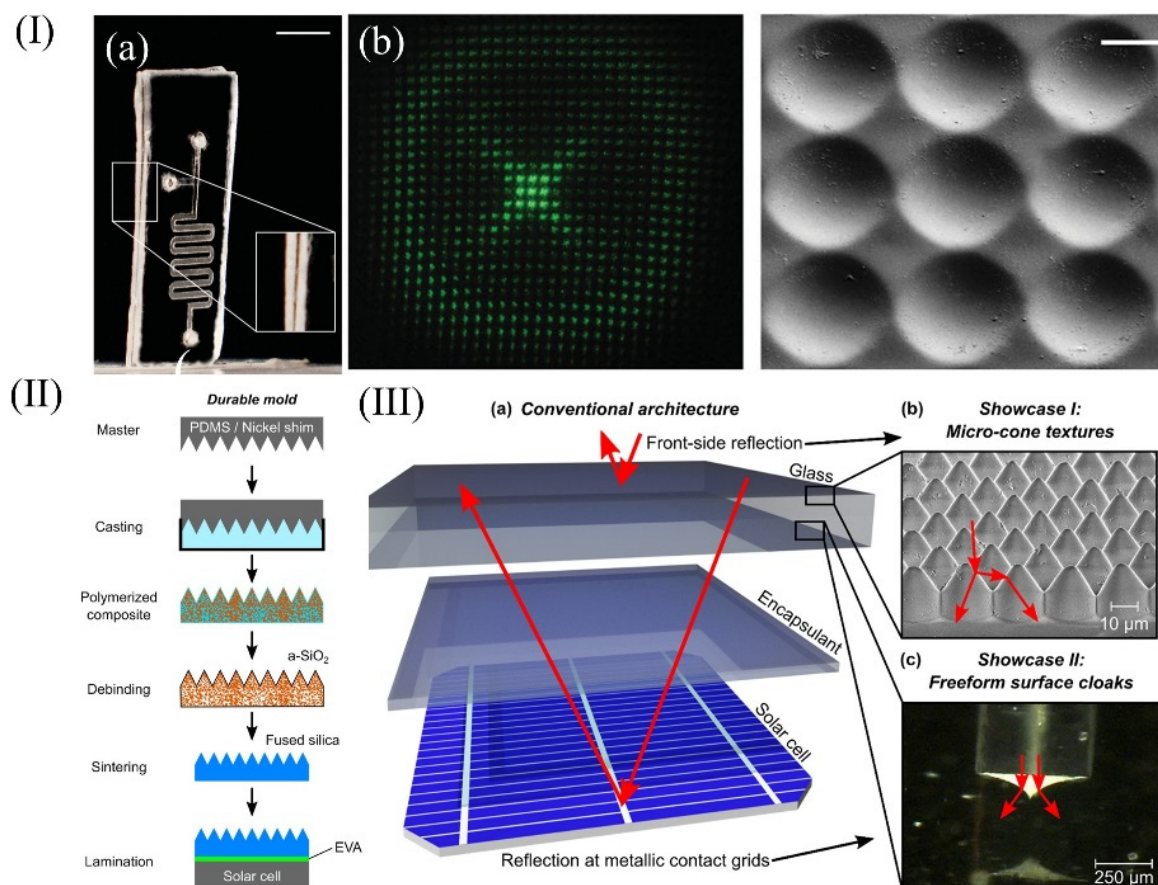 (I)
(a)
(b)
(II)
Durable mold
Master
PDMS / Nickel shim
Casting
Polymerized
composite
a-SiO₂
Debinding
Fused silica
Sintering
EVA
Lamination
Solar cell
(III)
(a) Conventional architecture
Front-side reflection
Glass
Encapsulant
Solar cell
Reflection at metallic contact grids
(b) Showcase I:
Micro-cone textures
10 µm
(c) Showcase II:
Freeform surface cloaks
250 µm